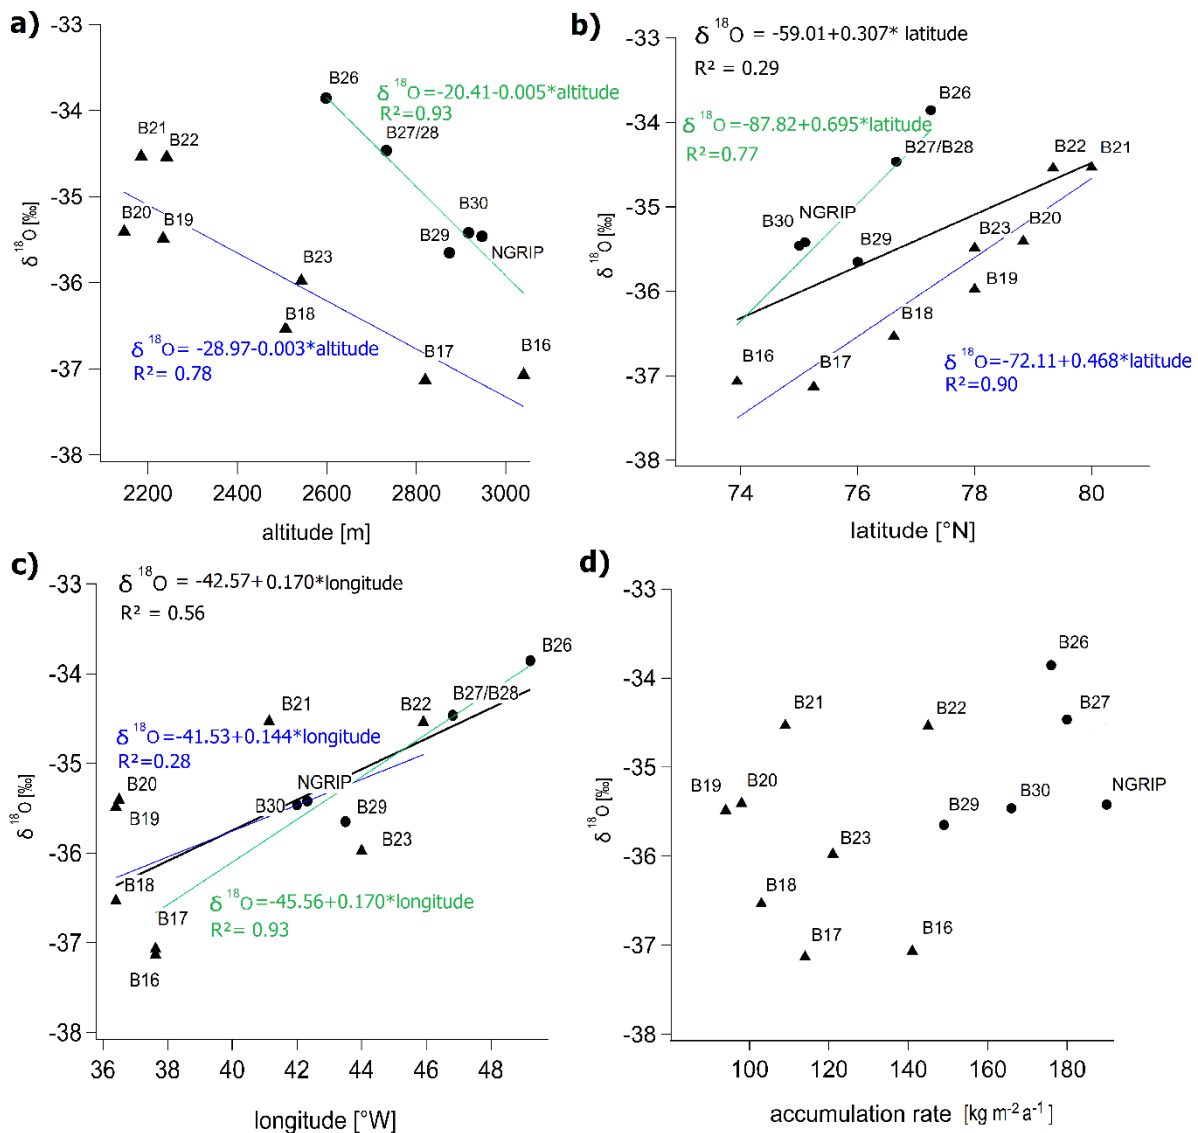 a)
-33
-34
-35
-36
-37
-38
δ ¹⁸O [‰]
B26
δ ¹⁸O=-20.41-0.005*altitude
R²=0.93
B21
B22
B27/28
B20
B19
B30
B29
NGRIP
B23
B18
δ ¹⁸O= -28.97-0.003*altitude
R²= 0.78
B17
B16
2200
2400
2600
2800
3000
altitude [m]
b)
-33
-34
-35
-36
-37
-38
δ ¹⁸O [‰]
δ ¹⁸O = -59.01+0.307* latitude
R² = 0.29
B26
δ ¹⁸O=-87.82+0.695*latitude
R²=0.77
B27/B28
B22
B21
B30
NGRIP
B29
B23
B20
B19
B18
B16
B17
δ ¹⁸O=-72.11+0.468*latitude
R²=0.90
74
76
78
80
latitude [°N]
c)
-33
-34
-35
-36
-37
-38
δ ¹⁸O [‰]
δ ¹⁸O = -42.57+0.170*longitude
R² = 0.56
B26
B27/B28
B21
B22
δ ¹⁸O=-41.53+0.144*longitude
R²=0.28
B20
NGRIP
B30
B19
B29
B23
B18
B17
δ ¹⁸O=-45.56+0.170*longitude
R²= 0.93
B16
36
38
40
42
44
46
48
longitude [°W]
d)
-33
-34
-35
-36
-37
-38
δ ¹⁸O [‰]
B26
B27
B21
B22
B19
B20
NGRIP
B29
B30
B23
B18
B17
B16
100
120
140
160
180
accumulation rate [kg m⁻² a⁻¹]